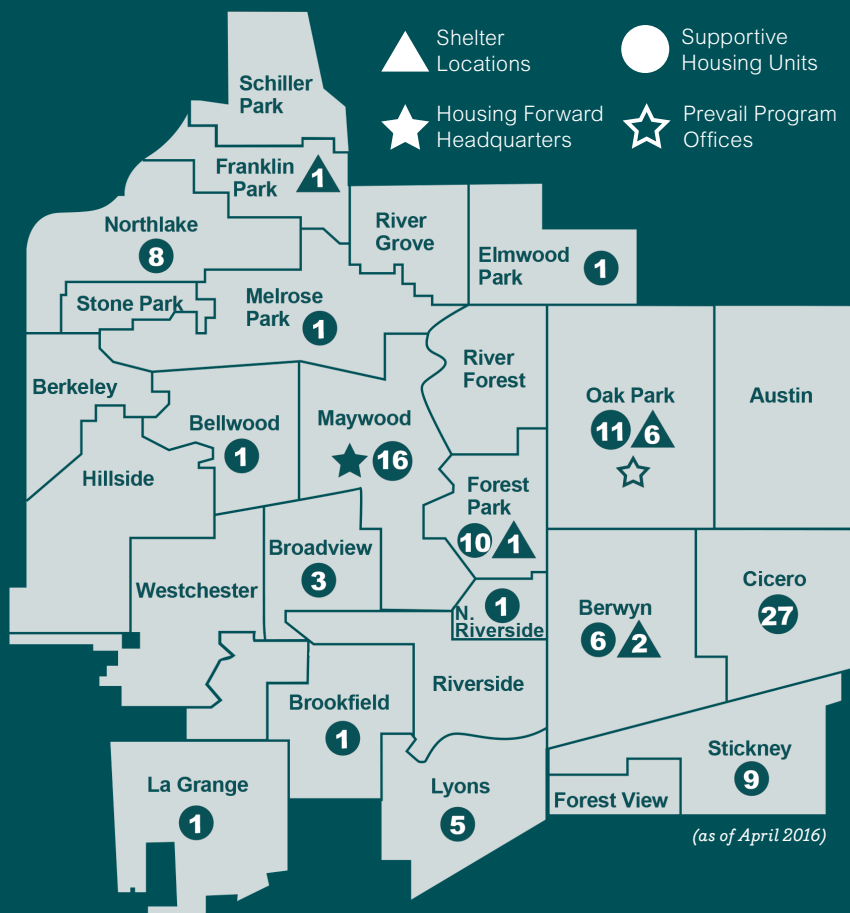 Shelter
Locations
Supportive
Housing Units
Housing Forward
Headquarters
Prevail Program
Offices
Schiller
Park
Franklin
Park
1
Northlake
8
River
Grove
Elmwood
Park
1
Stone Park
Melrose
Park
1
River
Forest
Berkeley
Oak Park
11
6
Austin
Bellwood
1
Maywood
16
Hillside
Forest
Park
10
1
Broadview
3
Westchester
N.
Riverside
1
Berwyn
6
2
Cicero
27
Riverside
Brookfield
1
Stickney
9
La Grange
1
Lyons
5
Forest View
(as of April 2016)